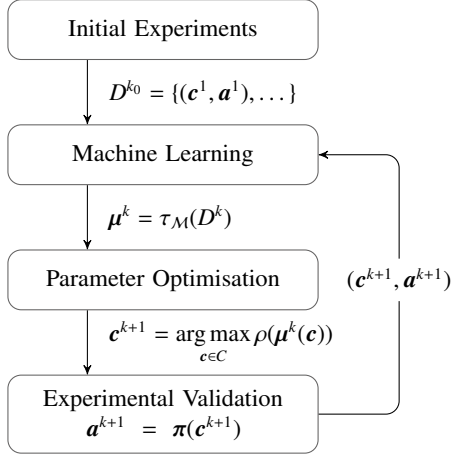 Initial Experiments
D^{k_0} = {(c^1, a^1), . . . }
Machine Learning
μ^k = τ_M(D^k)
Parameter Optimisation
(c^{k+1}, a^{k+1})
c^{k+1} = arg max ρ(μ^k(c))
c∈C
Experimental Validation
a^{k+1} = π(c^{k+1})